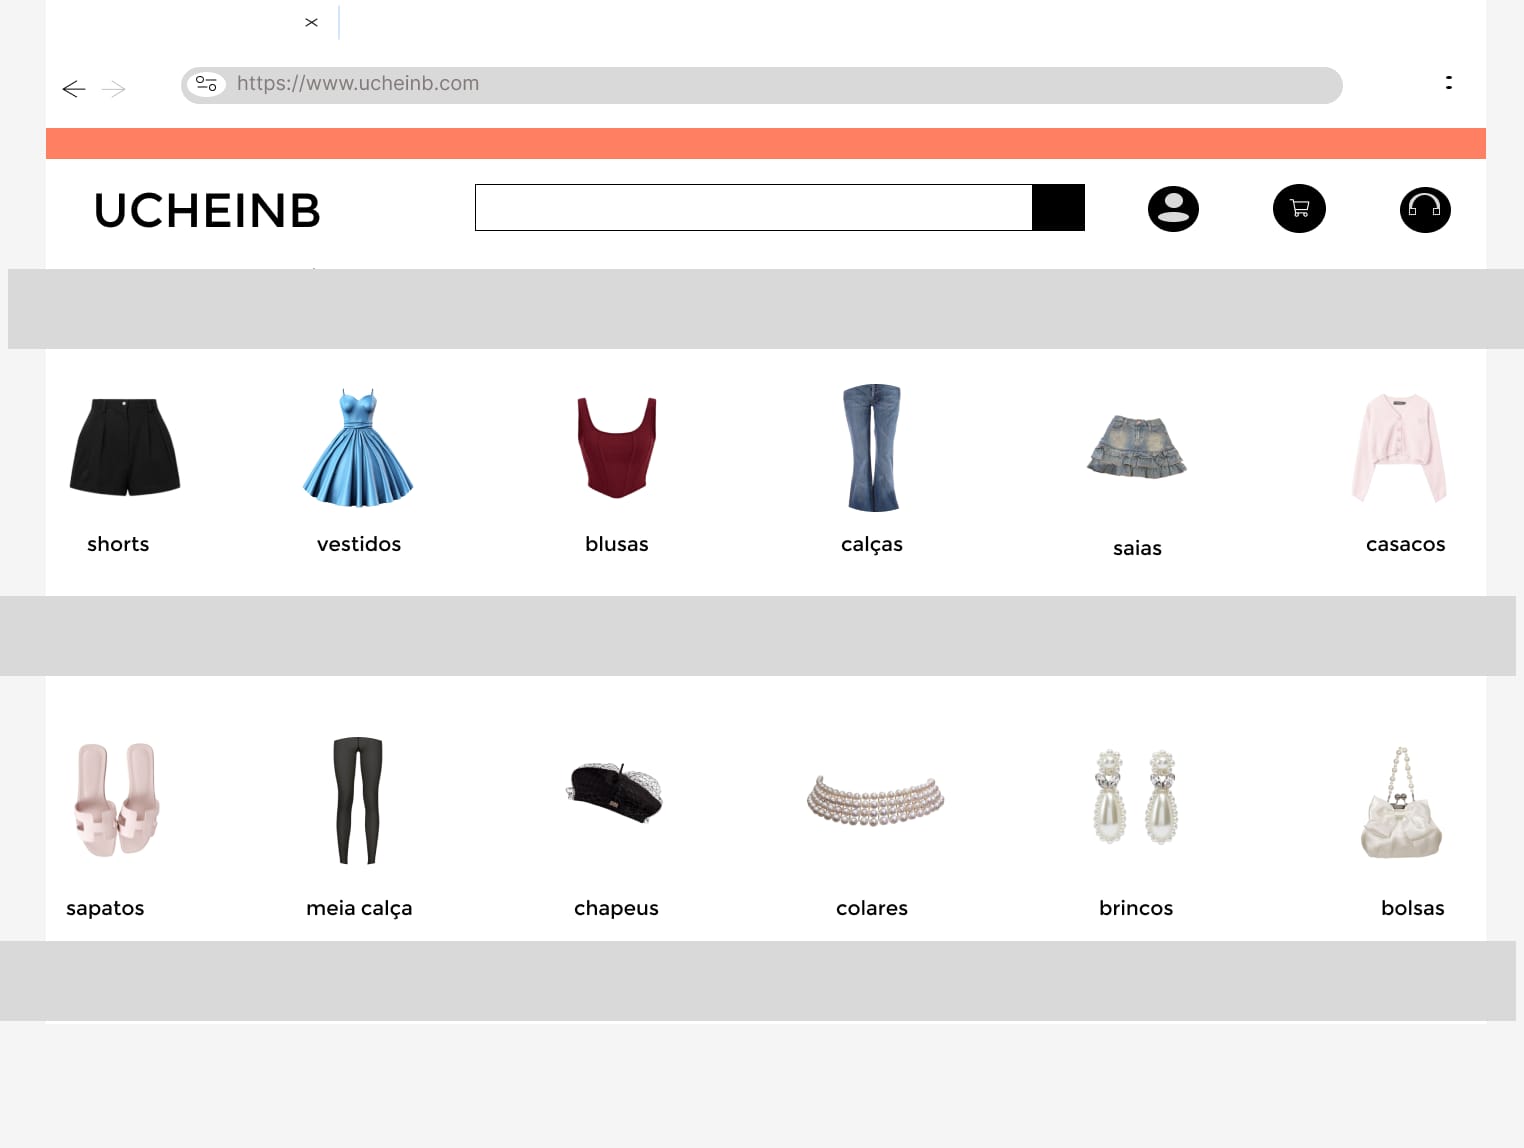 https://www.ucheinb.com
UCHEINB
shorts
vestidos
blusas
calças
saias
casacos
sapatos
meia calça
chapeus
colares
brincos
bolsas